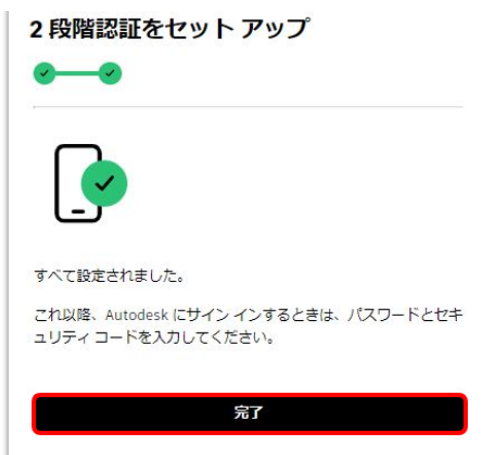 2 段階認証をセット アップ
すべて設定されました。
これ以降、Autodesk にサイン インするときは、パスワードとセキ
ュリティ コードを入力してください。
完了